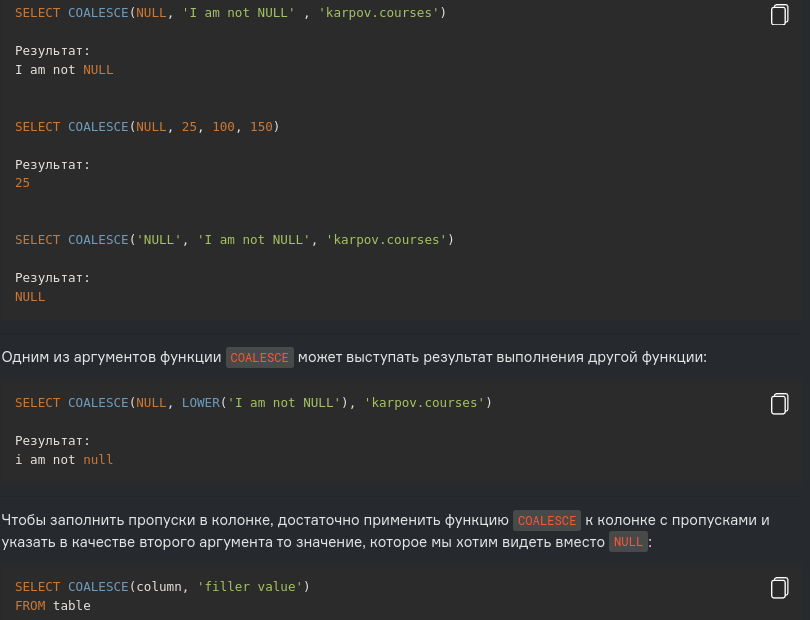 SELECT COALESCE(NULL, 'I am not NULL' , 'karpov.courses')
Результат:
I am not NULL
SELECT COALESCE(NULL, 25, 100, 150)
Результат:
25
SELECT COALESCE('NULL', 'I am not NULL', 'karpov.courses')
Результат:
NULL
Одним из аргументов функции COALESCE может выступать результат выполнения другой функции:
SELECT COALESCE(NULL, LOWER('I am not NULL'), 'karpov.courses')
Результат:
i am not null
Чтобы заполнить пропуски в колонке, достаточно применить функцию COALESCE к колонке с пропусками и
указать в качестве второго аргумента то значение, которое мы хотим видеть вместо NULL:
SELECT COALESCE(column, 'filler value')
FROM table